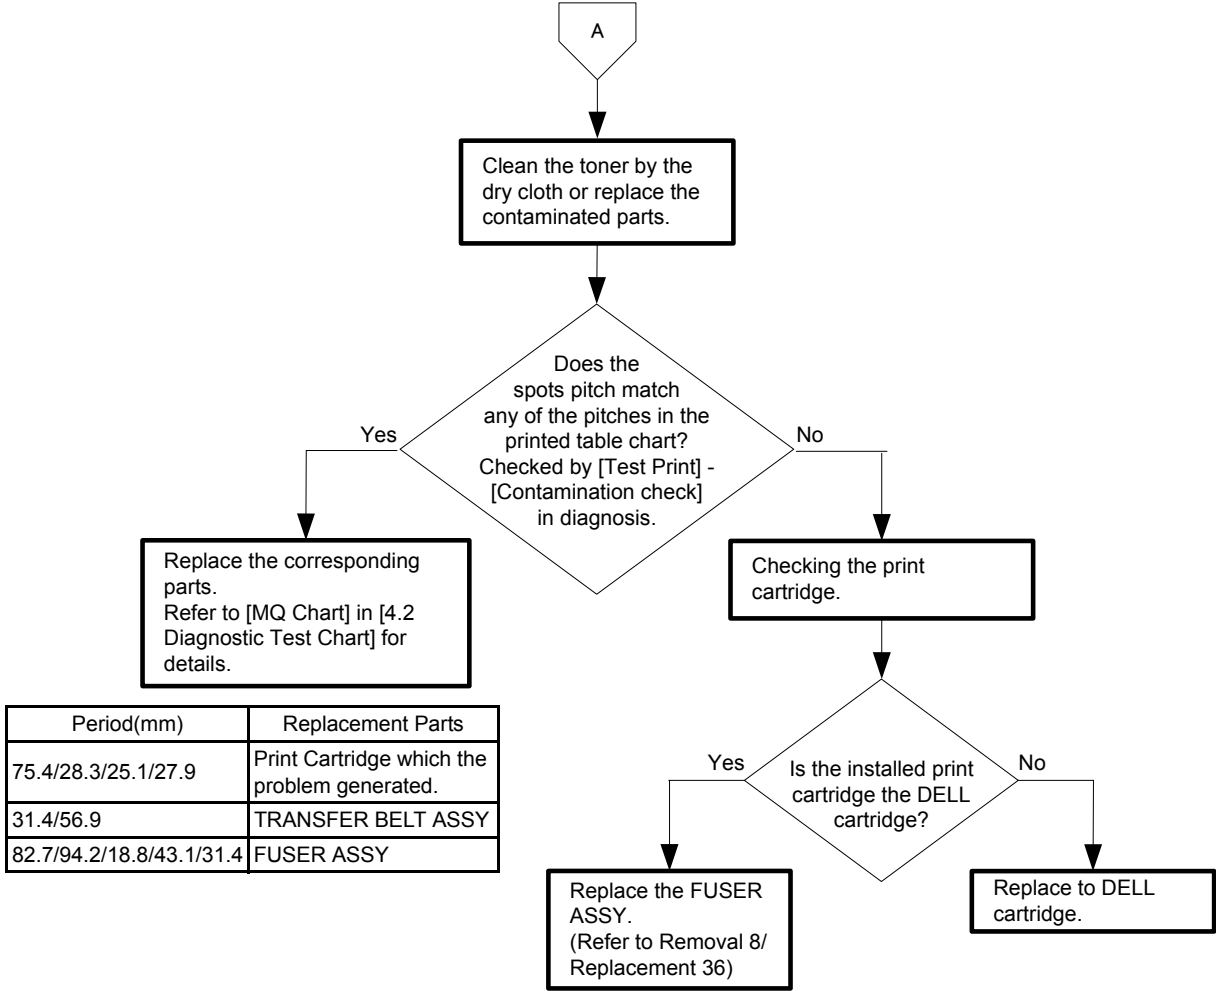 A
Clean the toner by the
dry cloth or replace the
contaminated parts.
Does the
spots pitch match
any of the pitches in the
printed table chart?
Checked by [Test Print] -
[Contamination check]
in diagnosis.
Yes
No
Replace the corresponding
parts.
Refer to [MQ Chart] in [4.2
Diagnostic Test Chart] for
details.
Checking the print
cartridge.
Period(mm) Replacement Parts
75.4/28.3/25.1/27.9 Print Cartridge which the
problem generated.
31.4/56.9 TRANSFER BELT ASSY
82.7/94.2/18.8/43.1/31.4 FUSER ASSY
Is the installed print
cartridge the DELL
cartridge?
Yes
No
Replace the FUSER
ASSY.
(Refer to Removal 8/
Replacement 36)
Replace to DELL
cartridge.